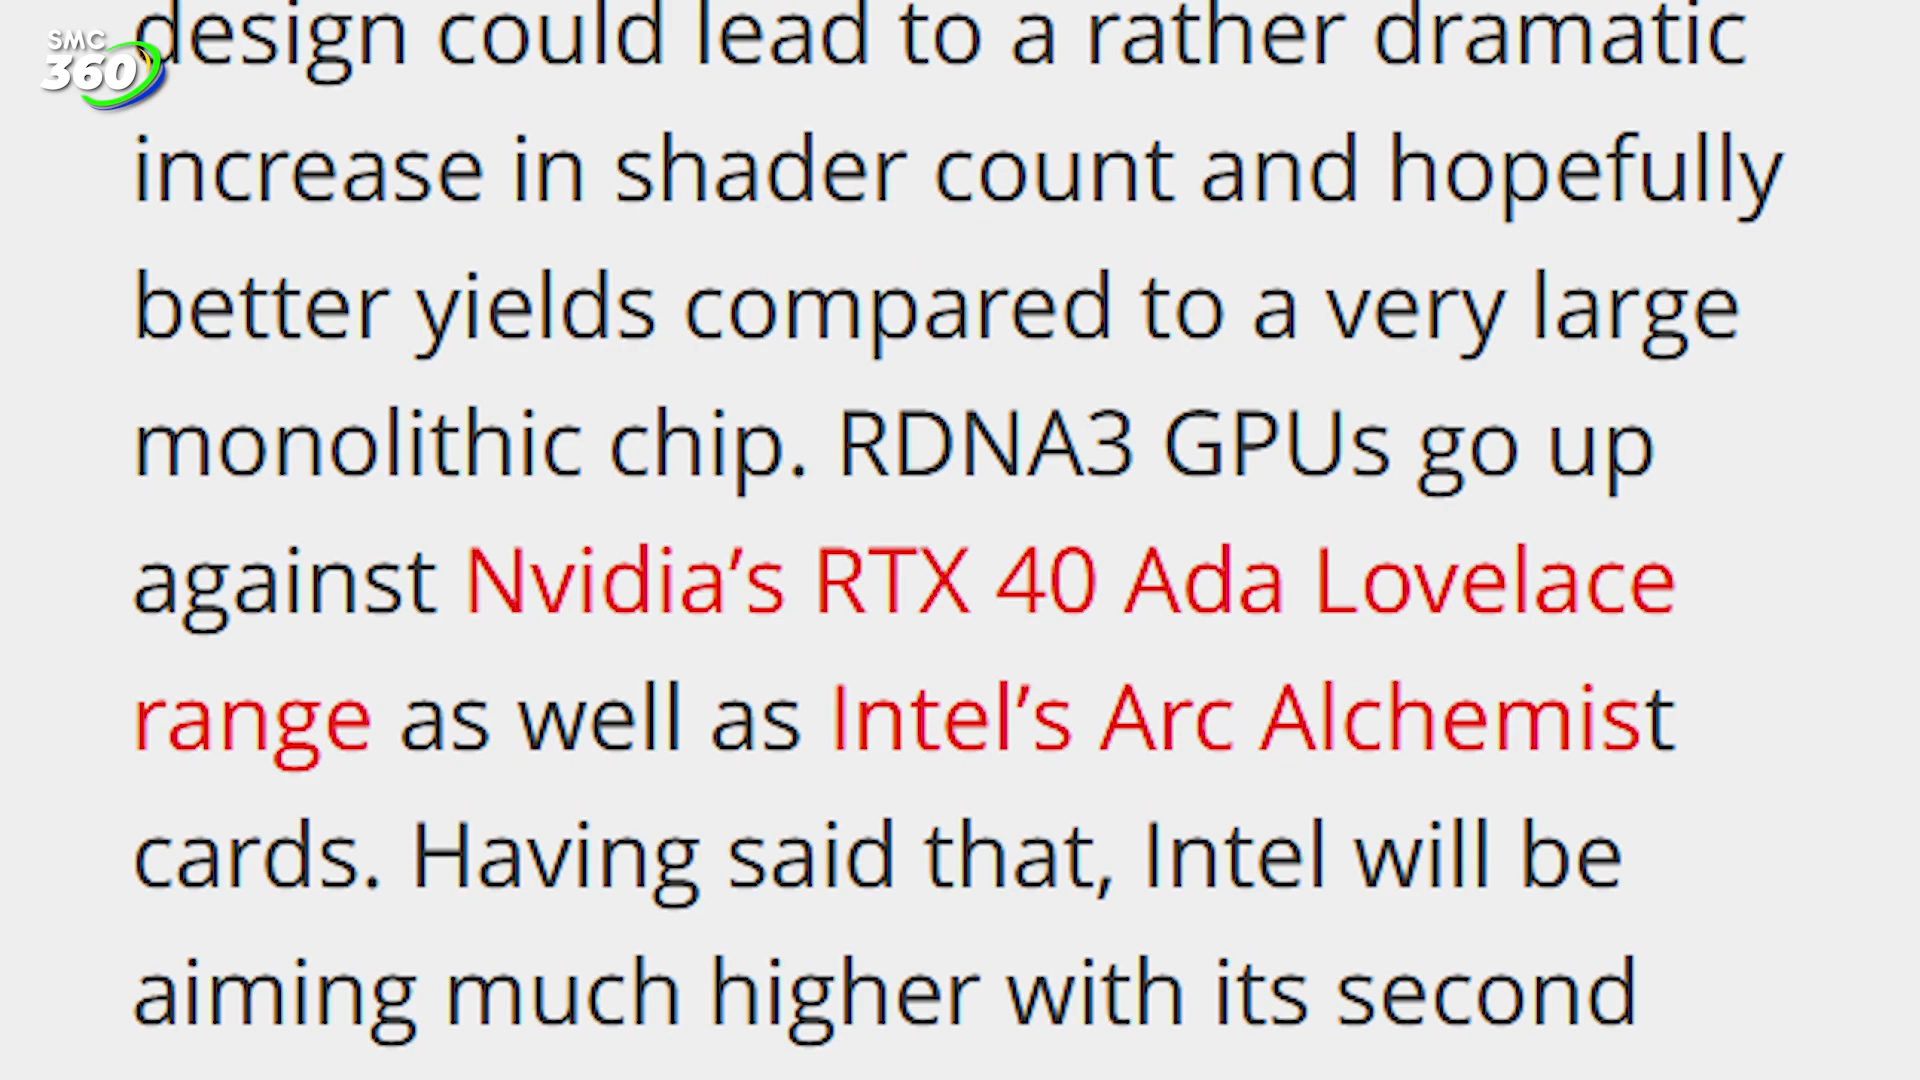 SMC
360
design could lead to a rather dramatic
increase in shader count and hopefully
better yields compared to a very large
monolithic chip. RDNA3 GPUs go up
against Nvidia’s RTX 40 Ada Lovelace
range as well as Intel’s Arc Alchemist
cards. Having said that, Intel will be
aiming much higher with its second